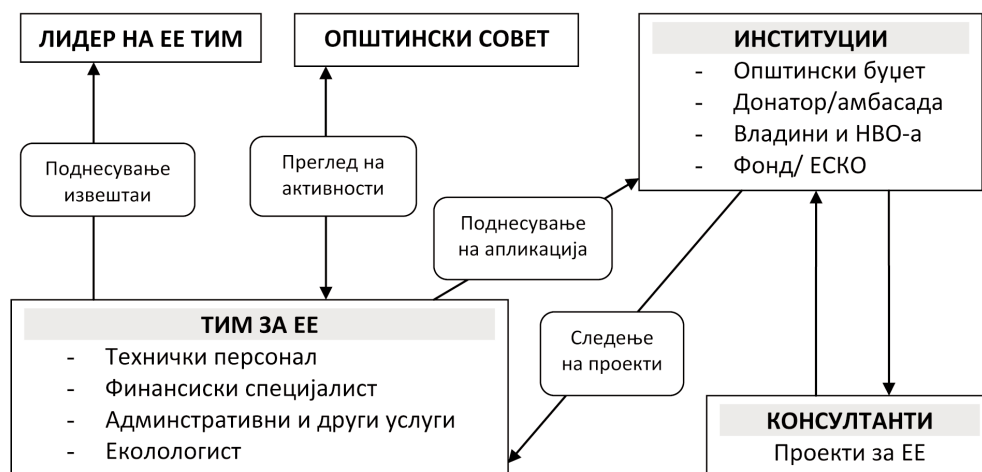 ЛИДЕР НА ЕЕ ТИМ
ОПШТИНСКИ СОВЕТ
ИНСТИТУЦИИ
- Општински буџет
- Донатор/амбасада
- Владини и НВО-а
- Фонд/ ЕСКО
Поднесување
извештаи
Преглед на
активности
Поднесување
на апликација
Следење
на проекти
ТИМ ЗА ЕЕ
- Технички персонал
- Финансиски специјалист
- Админстративни и други услуги
- Еколологист
КОНСУЛТАНТИ
Проекти за ЕЕ